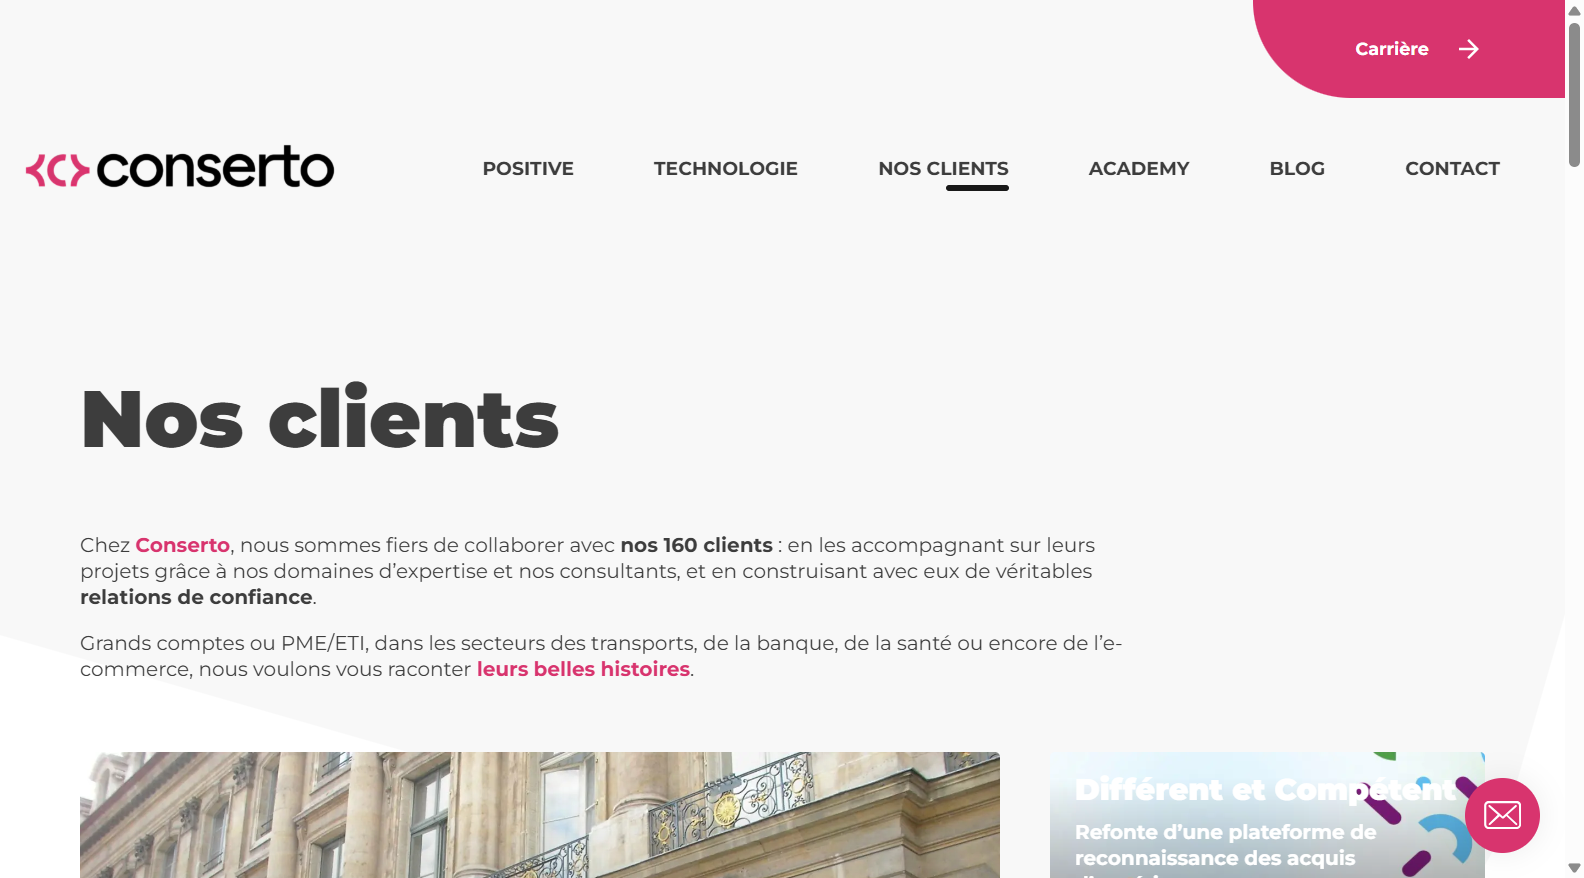 Carrière
conserto
POSITIVE TECHNOLOGIE NOS CLIENTS ACADEMY BLOG CONTACT
Nos clients
Chez Conserto, nous sommes fiers de collaborer avec nos 160 clients : en les accompagnant sur leurs
projets grâce à nos domaines d’expertise et nos consultants, et en construisant avec eux de véritables
relations de confiance.
Grands comptes ou PME/ETI, dans les secteurs des transports, de la banque, de la santé ou encore de l’e-
commerce, nous voulons vous raconter leurs belles histoires.
Différent et Compétent
Refonte d’une plateforme de
reconnaissance des acquis